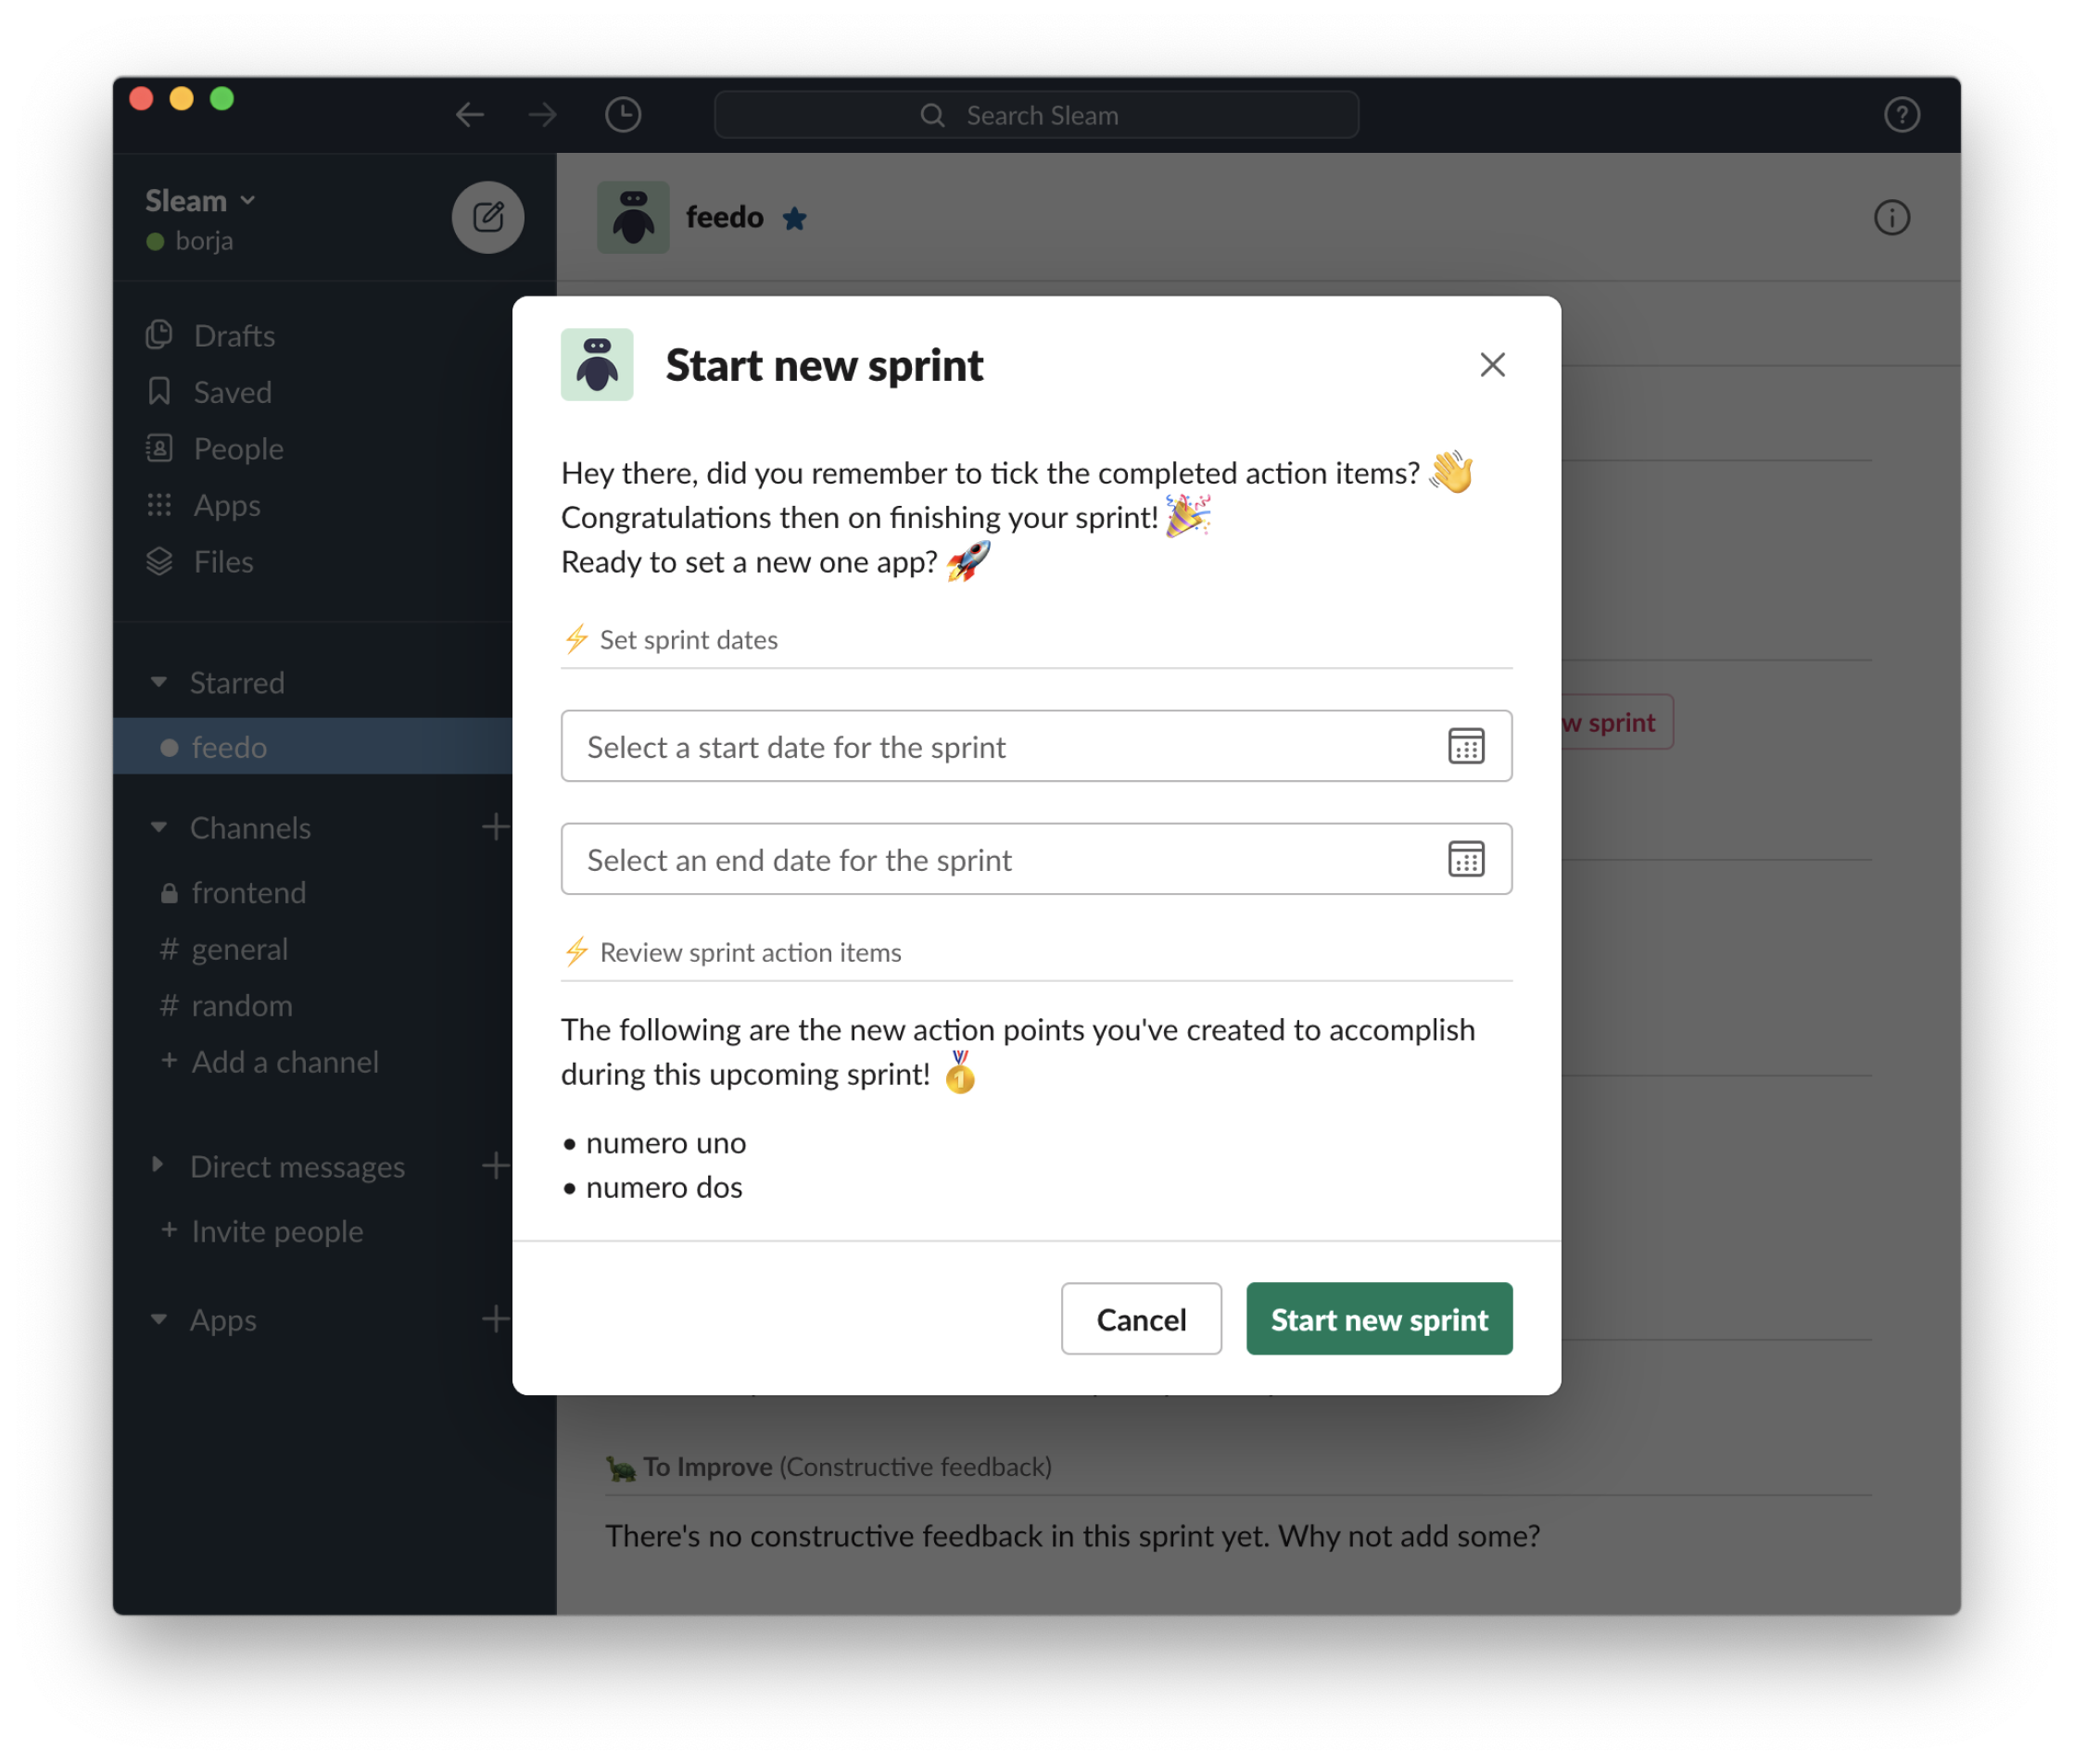 Search Sleam
Sleam
borja
Drafts
Saved
People
Apps
Files
Starred
feedo
Channels
frontend
# general
# random
+ Add a channel
Direct messages
+ Invite people
Apps
feedo
w sprint
Start new sprint
Hey there, did you remember to tick the completed action items? 👋
Congratulations then on finishing your sprint! 🎉
Ready to set a new one app? 🚀
⚡ Set sprint dates
Select a start date for the sprint
Select an end date for the sprint
⚡ Review sprint action items
The following are the new action points you've created to accomplish
during this upcoming sprint! 🥇
• numero uno
• numero dos
Cancel
Start new sprint
🐢 To Improve (Constructive feedback)
There's no constructive feedback in this sprint yet. Why not add some?